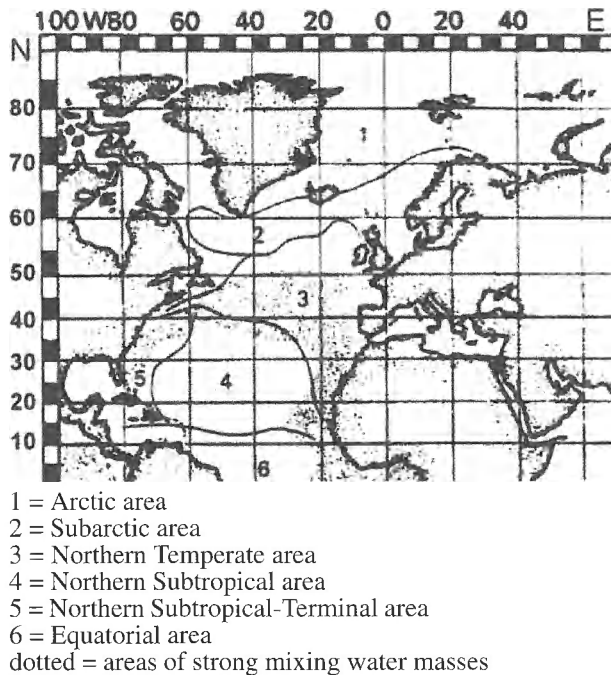 100 W 80 60 40 20 0 20 40 E
N
80
70
60
50
40
30
20
10
1
2
3
4
5
6
1 = Arctic area
2 = Subarctic area
3 = Northern Temperate area
4 = Northern Subtropical area
5 = Northern Subtropical-Terminal area
6 = Equatorial area
dotted = areas of strong mixing water masses